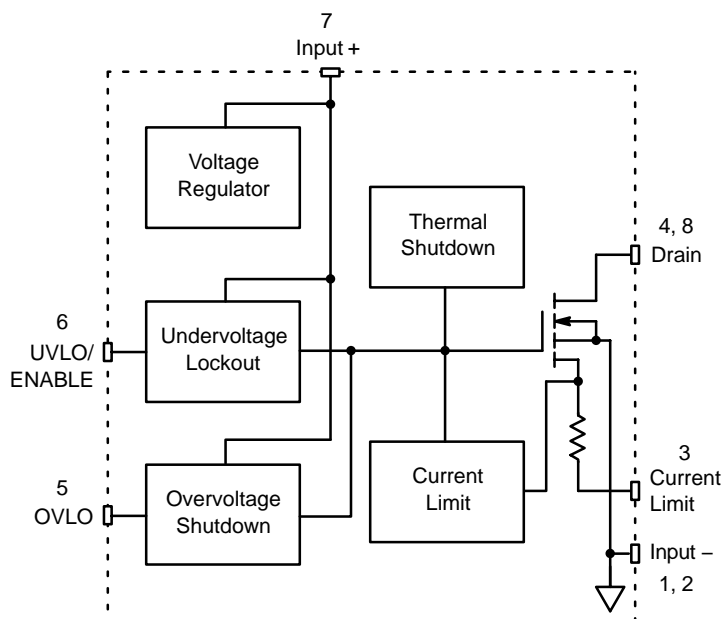 7
Input +
Voltage
Regulator
Thermal
Shutdown
4, 8
Drain
6
UVLO/
ENABLE
Undervoltage
Lockout
5
OVLO
Overvoltage
Shutdown
Current
Limit
3
Current
Limit
Input –
1, 2